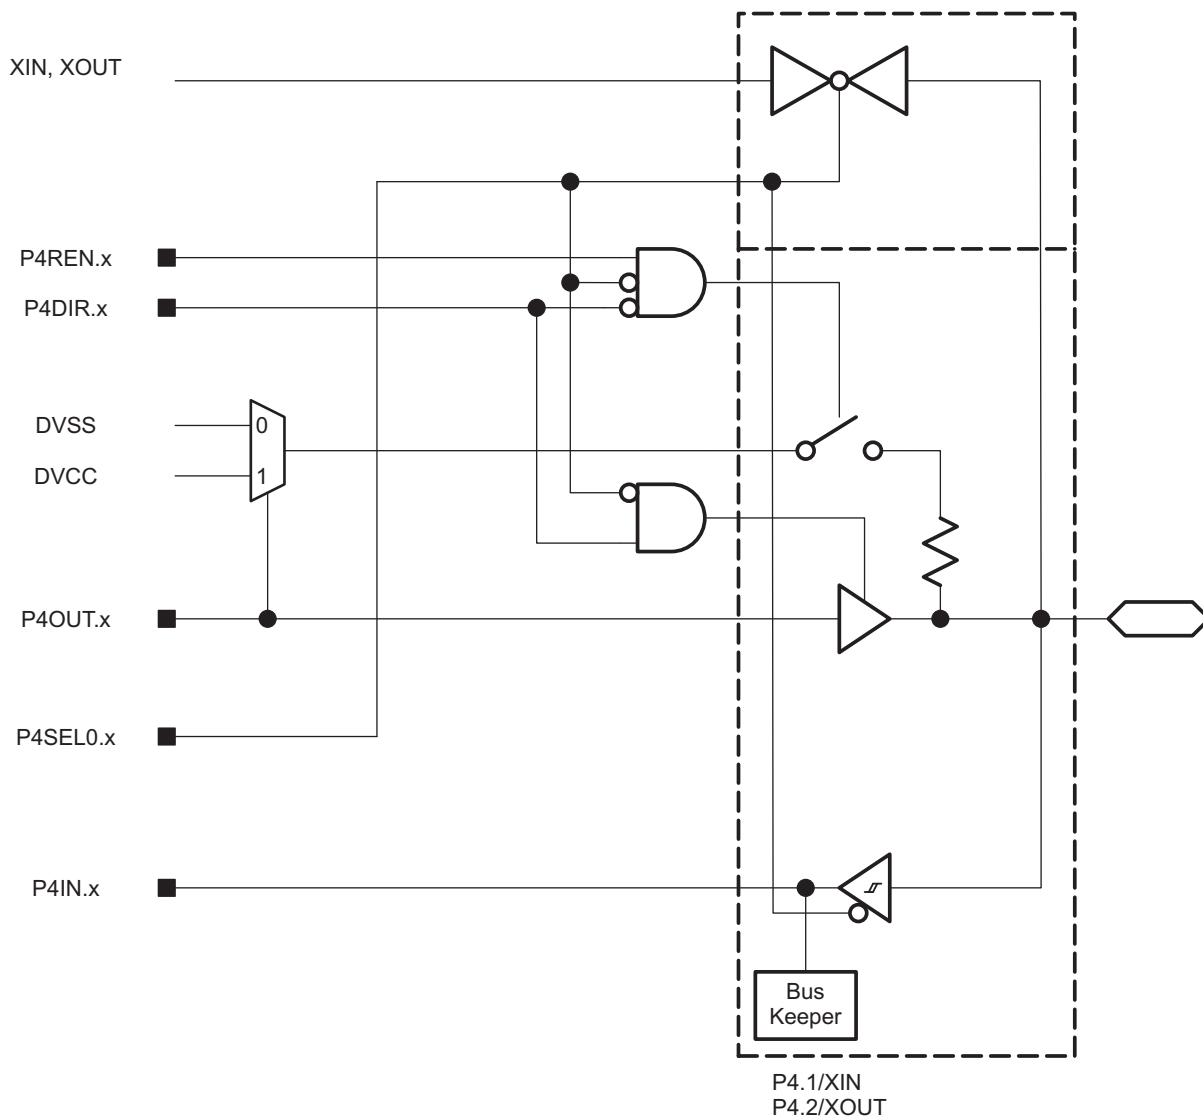 XIN, XOUT
P4REN.x
P4DIR.x
DVSS
0
DVCC
1
P4OUT.x
P4SEL0.x
P4IN.x
Bus
Keeper
P4.1/XIN
P4.2/XOUT